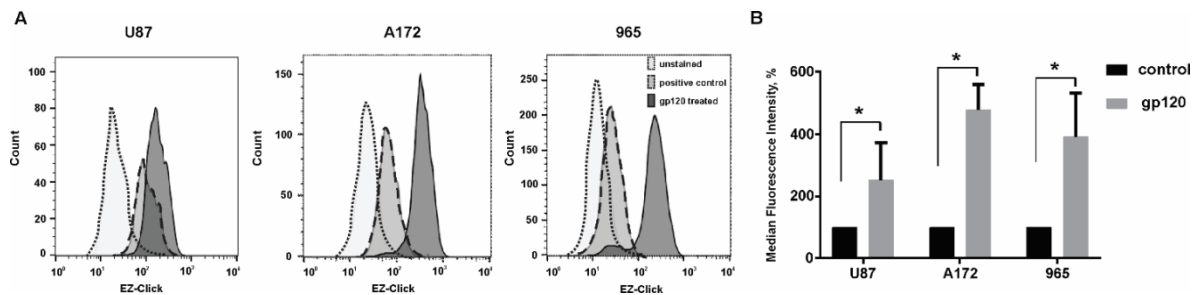 A
B
U87
A172
965
unstained
positive control
gp120 treated
Count
100
80
60
40
20
0
10⁰
10¹
10²
10³
10⁴
EZ-Click
Count
150
100
50
0
10⁰
10¹
10²
10³
10⁴
EZ-Click
Count
250
200
150
100
50
0
10⁰
10¹
10²
10³
10⁴
EZ-Click
Median Fluorescence Intensity, %
600
400
200
0
*
*
*
U87
A172
965
control
gp120